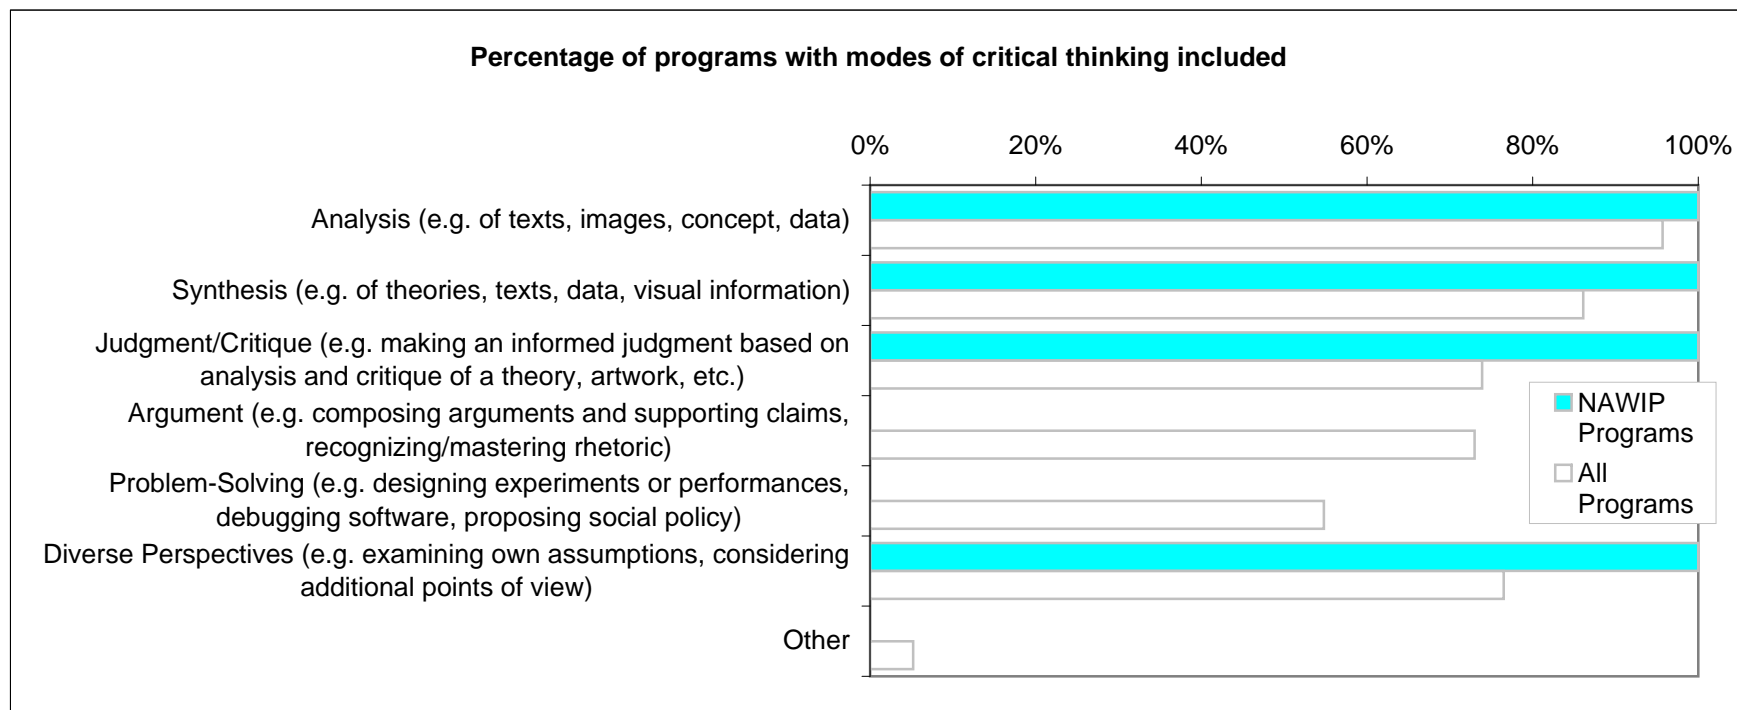 Percentage of programs with modes of critical thinking included
0% 20% 40% 60% 80% 100%
Analysis (e.g. of texts, images, concept, data)
Synthesis (e.g. of theories, texts, data, visual information)
Judgment/Critique (e.g. making an informed judgment based on
analysis and critique of a theory, artwork, etc.)
Argument (e.g. composing arguments and supporting claims,
recognizing/mastering rhetoric)
Problem-Solving (e.g. designing experiments or performances,
debugging software, proposing social policy)
Diverse Perspectives (e.g. examining own assumptions, considering
additional points of view)
Other
NAWIP
Programs
All
Programs